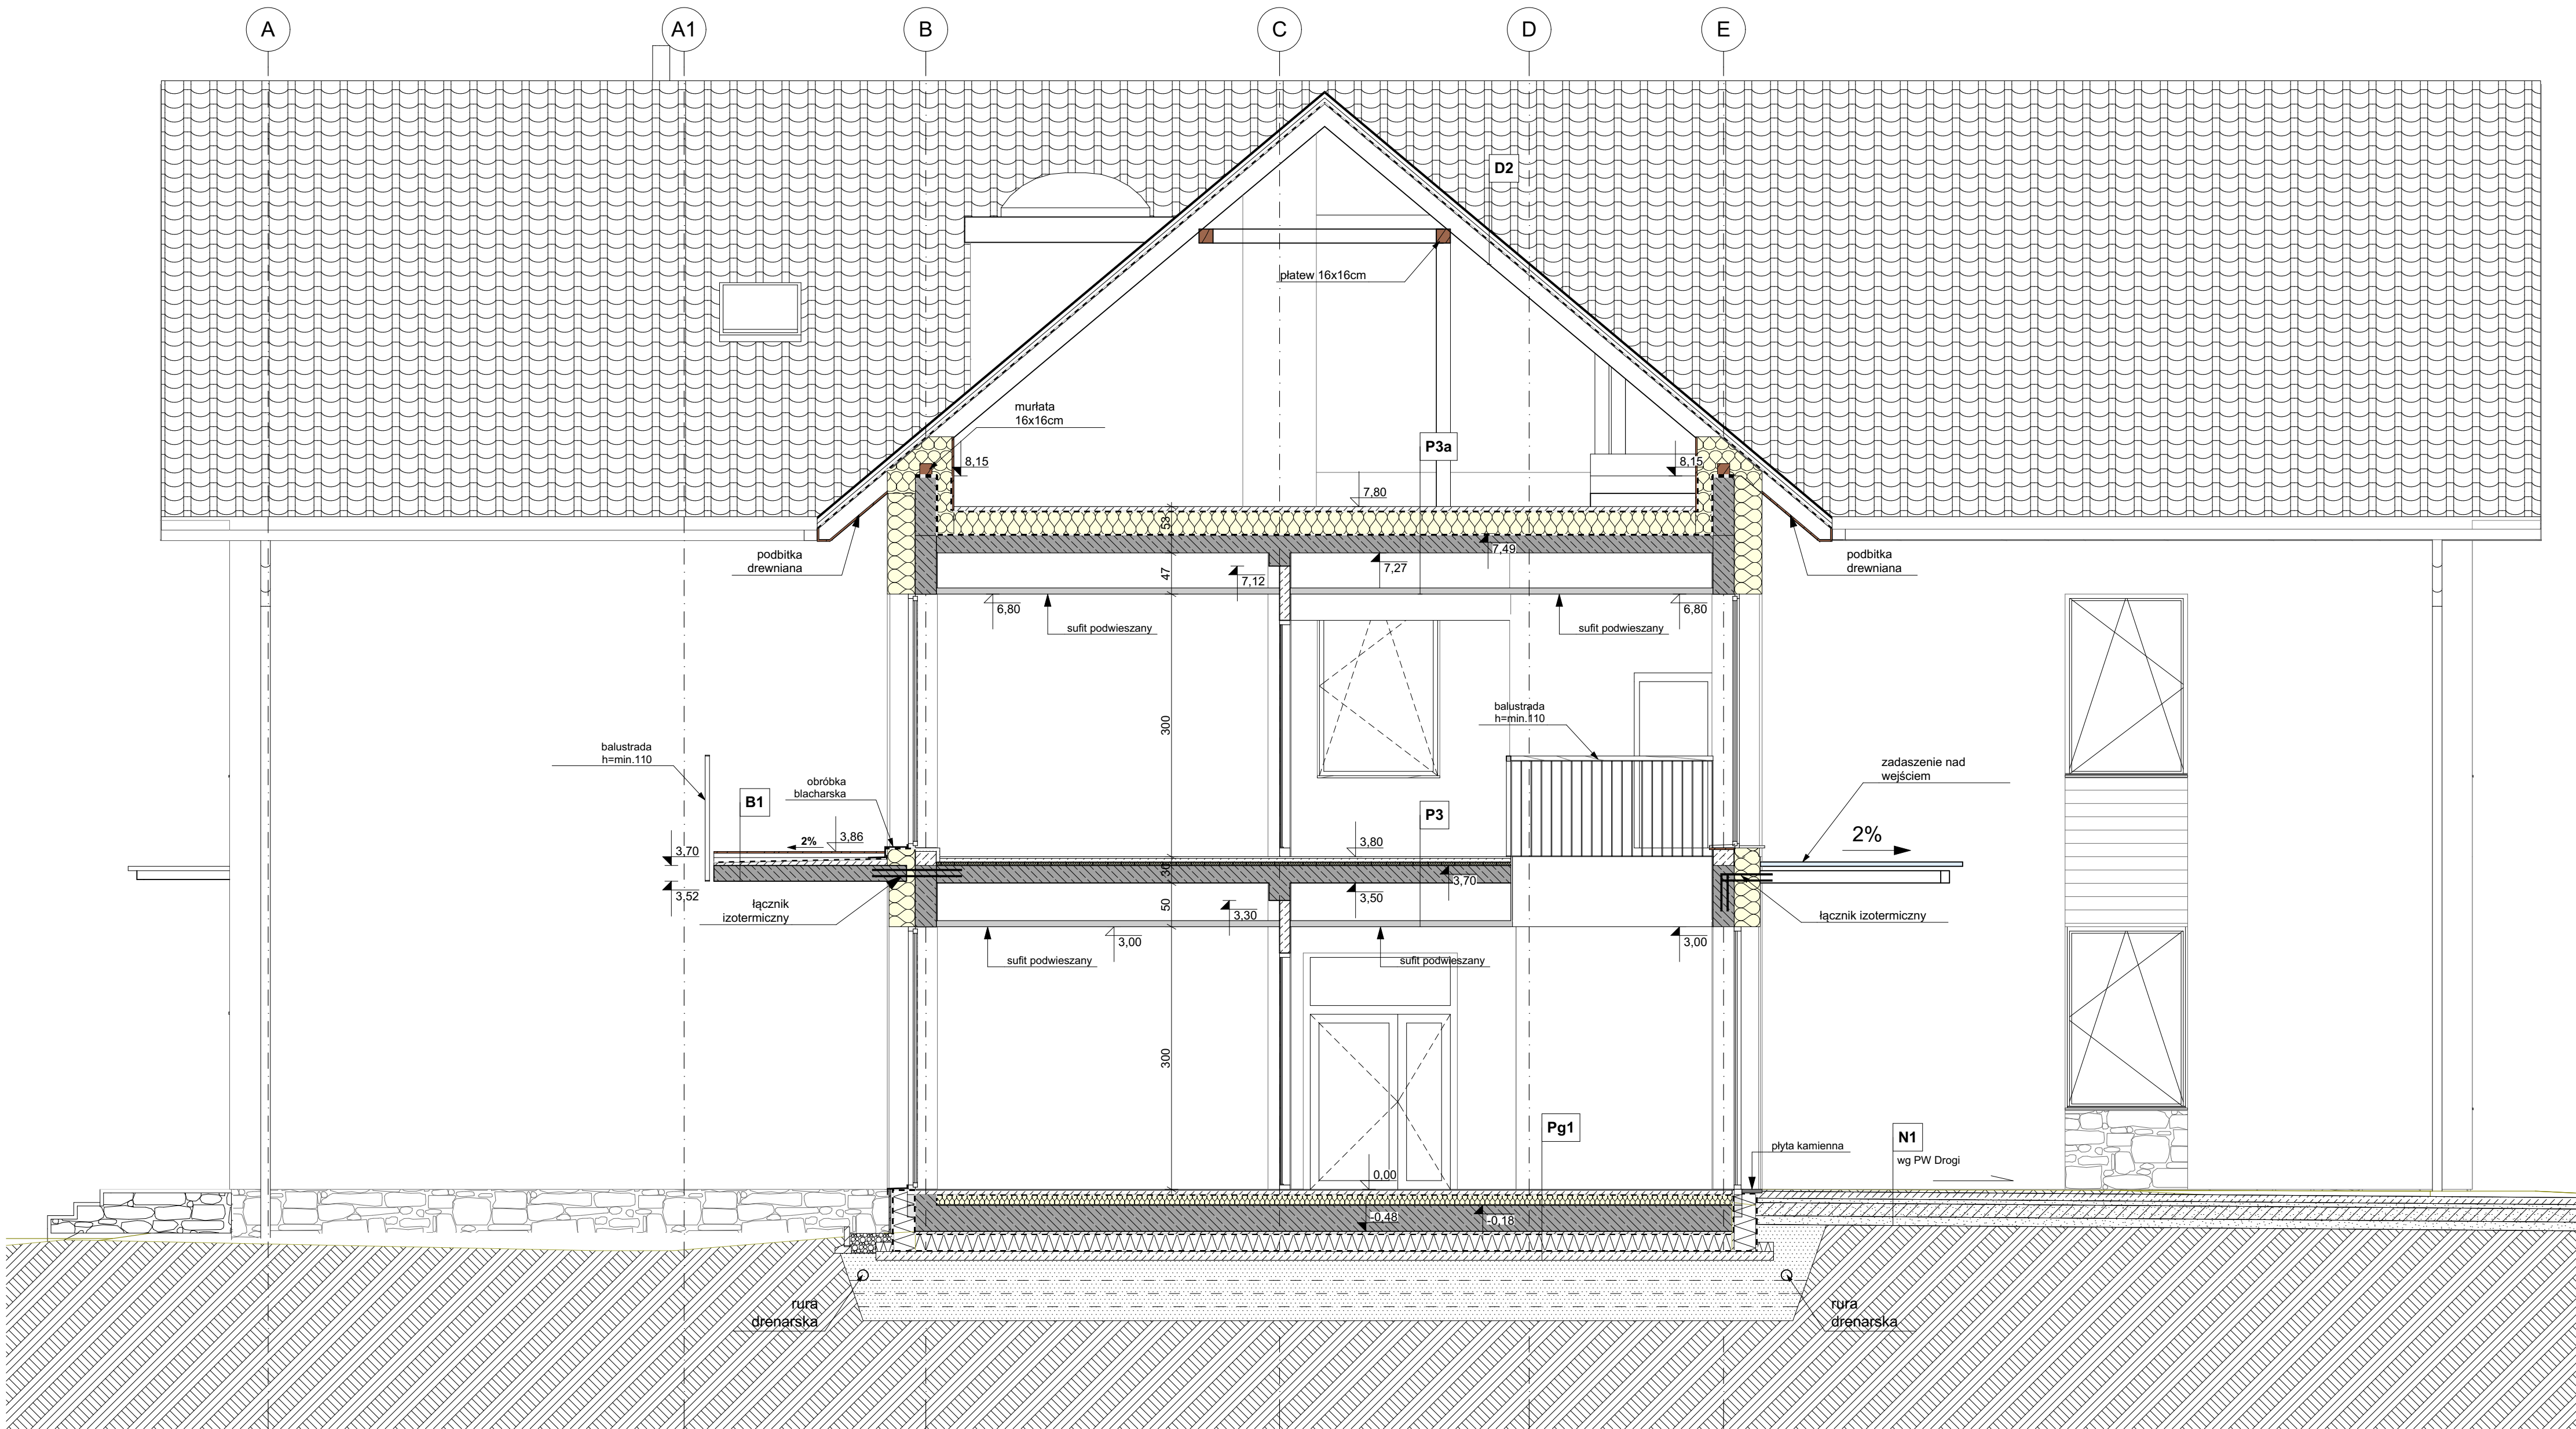 A
A1
B
C
D
E
D2
płatew 16x16cm
murłata
16x16cm
P3a
8,15
8,15
7,80
53
7,49
podbitka
drewniana
podbitka
drewniana
47
7,12
7,27
6,80
6,80
sufit podwieszany
sufit podwieszany
300
balustrada
h=min.110
balustrada
h=min.110
zadaszenie nad
wejściem
obróbka
blacharska
B1
P3
2%
3,86
3,80
2%
3,70
30
3,70
3,52
3,50
50
łącznik
izotermiczny
3,30
łącznik izotermiczny
3,00
3,00
sufit podwieszany
sufit podwieszany
300
Pg1
płyta kamienna
N1
wg PW Drogi
0,00
-0,48
-0,18
rura
drenarska
rura
drenarska